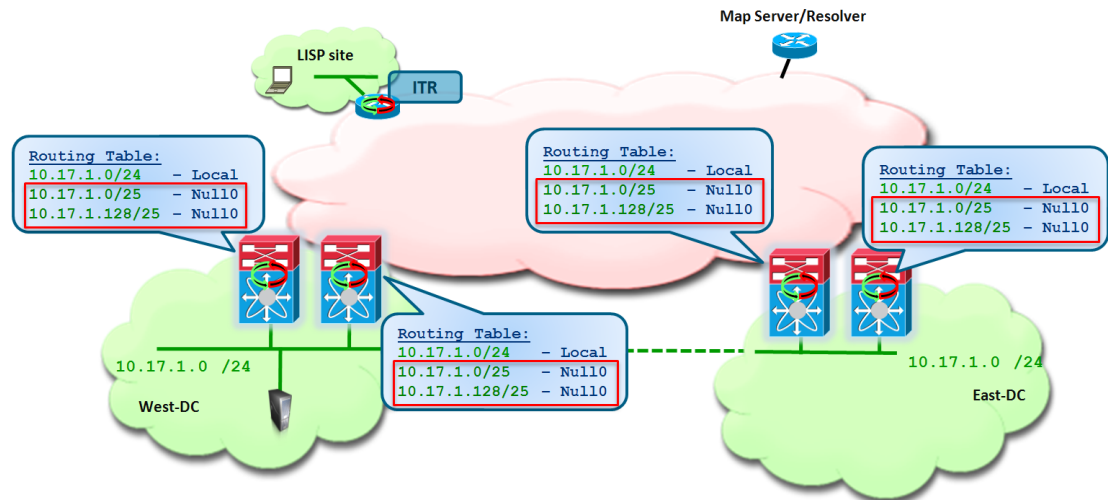 Map Server/Resolver
LISP site
ITR
Routing Table:
10.17.1.0/24 – Local
10.17.1.0/25 – Null0
10.17.1.128/25 – Null0
Routing Table:
10.17.1.0/24 – Local
10.17.1.0/25 – Null0
10.17.1.128/25 – Null0
Routing Table:
10.17.1.0/24 – Local
10.17.1.0/25 – Null0
10.17.1.128/25 – Null0
Routing Table:
10.17.1.0/24 – Local
10.17.1.0/25 – Null0
10.17.1.128/25 – Null0
10.17.1.0 /24
10.17.1.0 /24
West-DC
East-DC